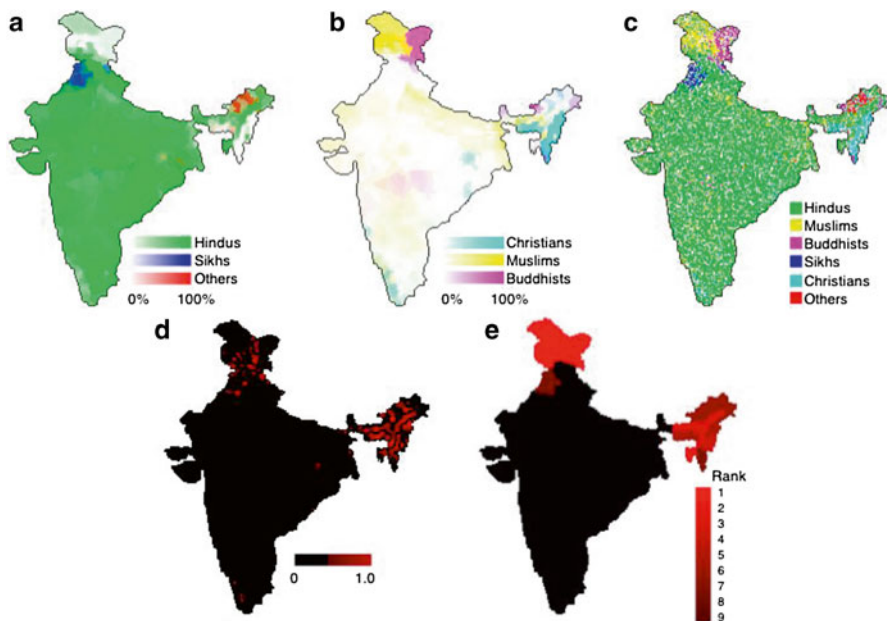 a
Hindus
Sikhs
Others
0% 100%
b
Christians
Muslims
Buddhists
0% 100%
c
Hindus
Muslims
Buddhists
Sikhs
Christians
Others
d
0 1.0
e
Rank
1
2
3
4
5
6
7
8
9